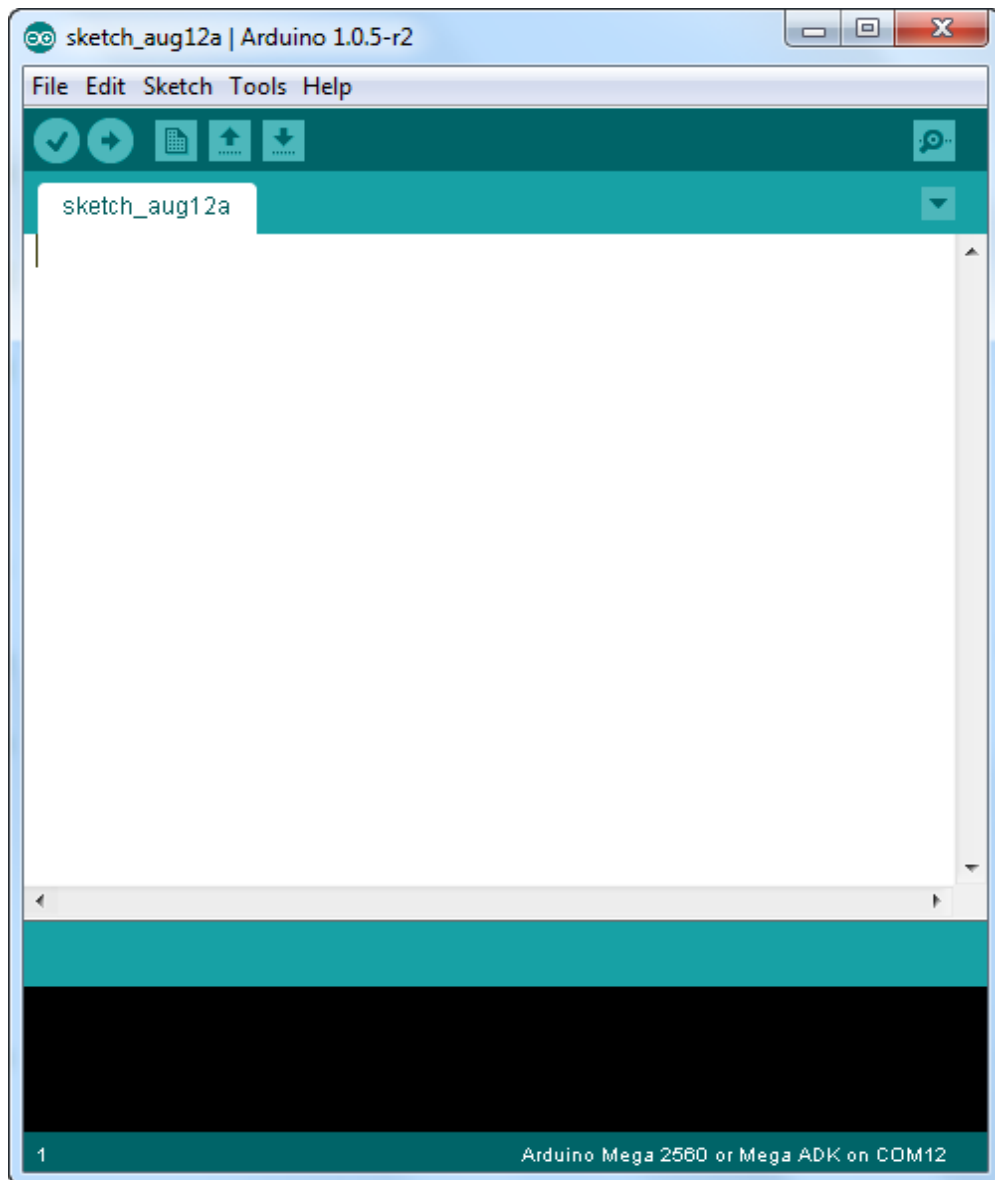 sketch_aug12a | Arduino 1.0.5-r2
File Edit Sketch Tools Help
sketch_aug12a
1 Arduino Mega 2560 or Mega ADK on COM12